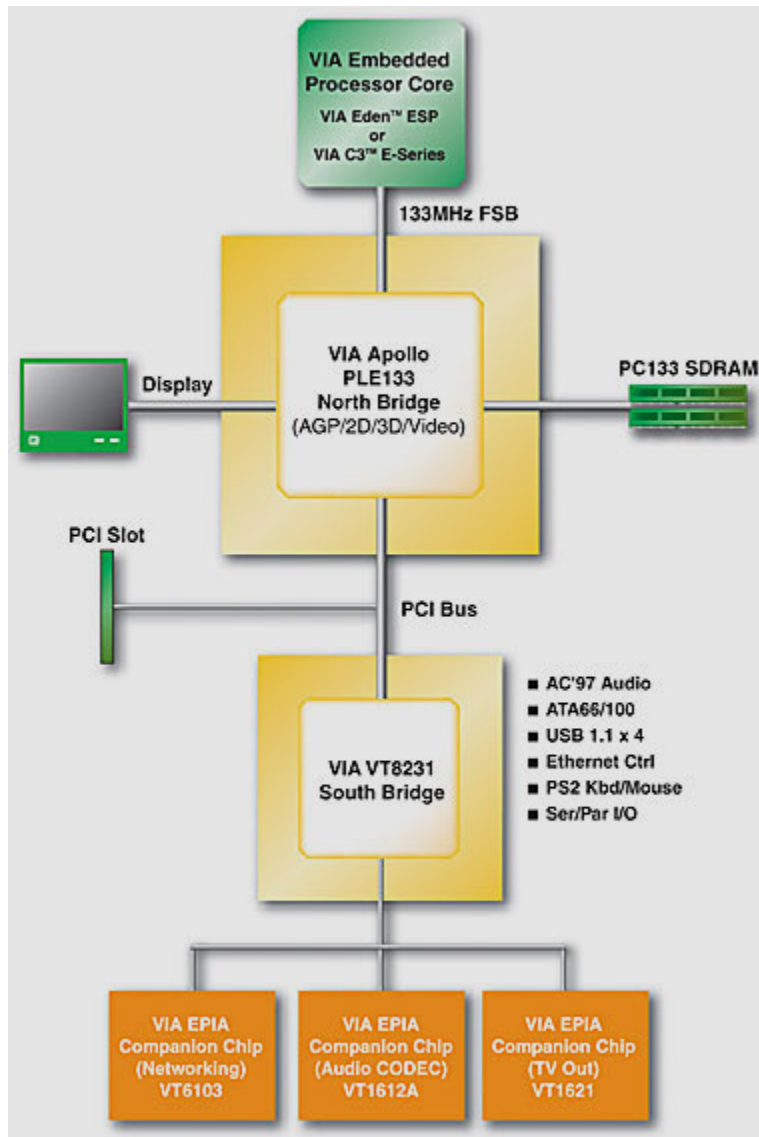 VIA Embedded
Processor Core
VIA Eden™ ESP
or
VIA C3™ E-Series
133MHz FSB
VIA Apollo
PLE133
North Bridge
(AGP/2D/3D/Video)
Display
PC133 SDRAM
PCI Slot
PCI Bus
VIA VT8231
South Bridge
■ AC'97 Audio
■ ATA66/100
■ USB 1.1 x 4
■ Ethernet Ctrl
■ PS2 Kbd/Mouse
■ Ser/Par I/O
VIA EPIA
Companion Chip
(Networking)
VT6103
VIA EPIA
Companion Chip
(Audio CODEC)
VT1612A
VIA EPIA
Companion Chip
(TV Out)
VT1621